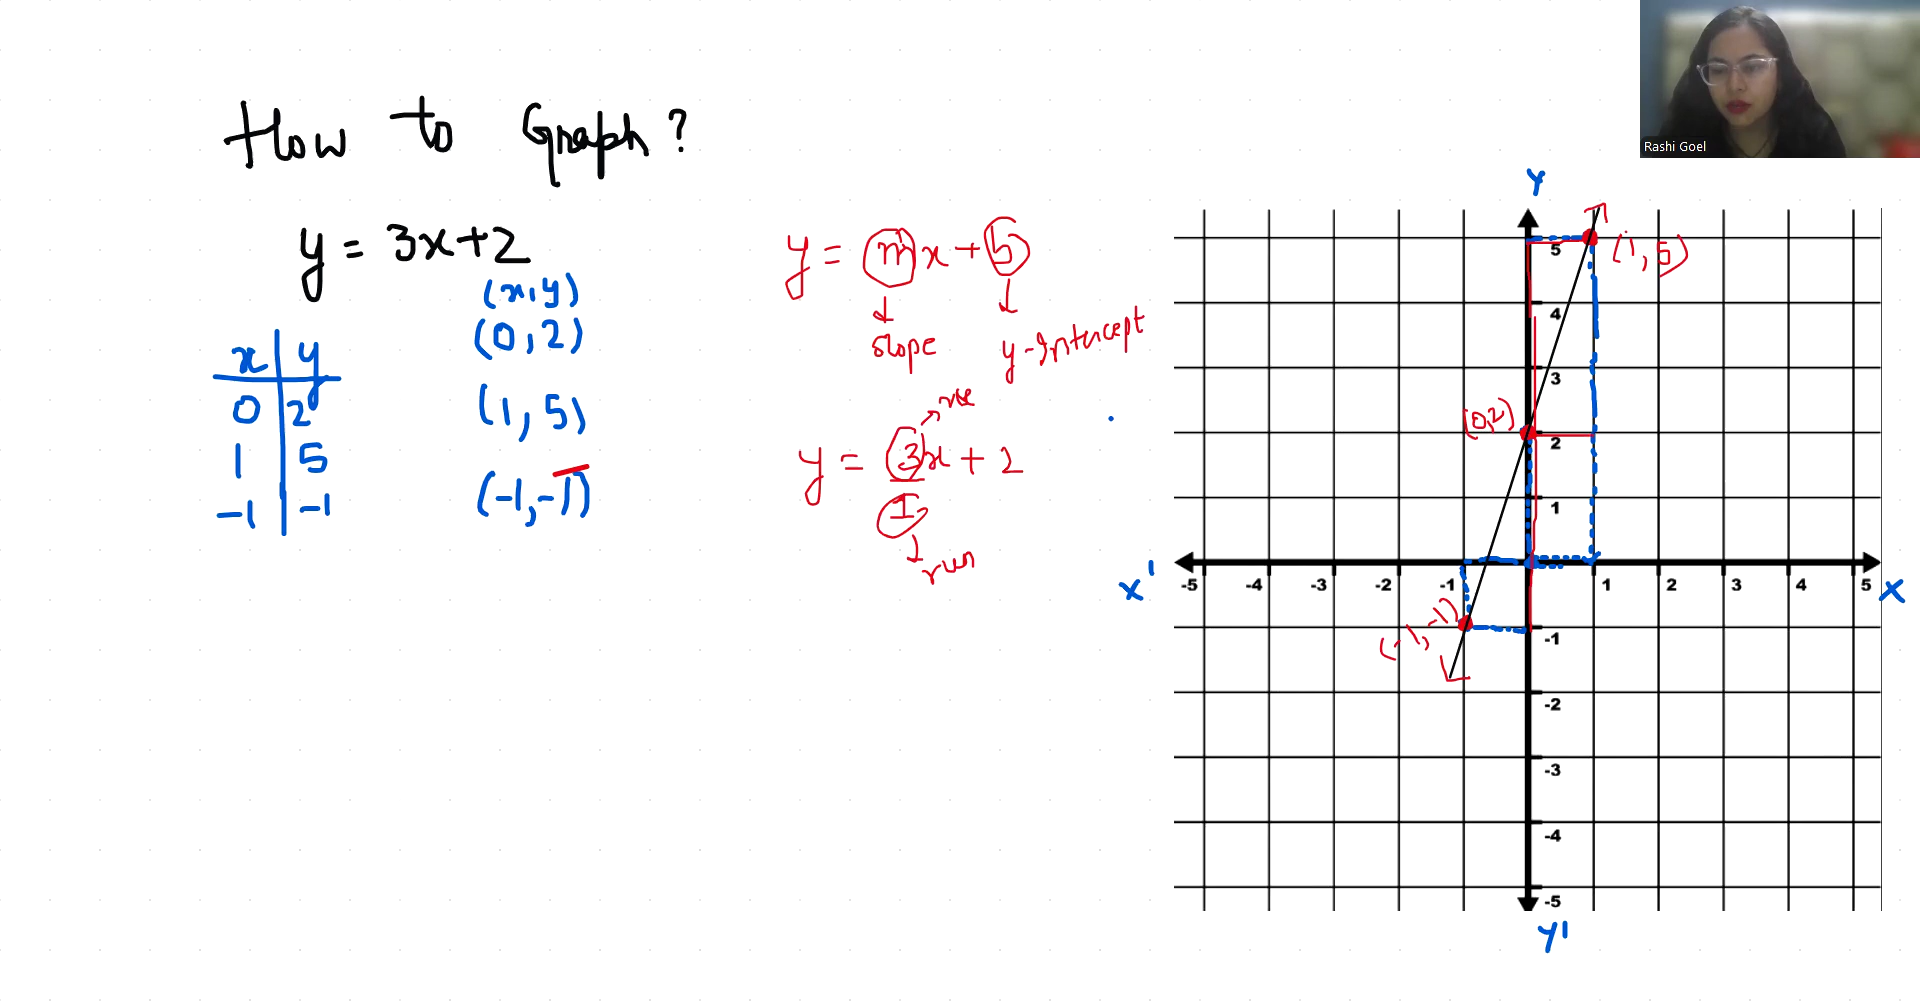 How to Graph?
y = 3x+2
(x,y)
x y
0 2
1 5
-1 -1
(0,2)
(1,5)
(-1,-1)
y = mx + b
slope
y-Intercept
rise
y = 3x + 2
1
run
Rashi Goel
Y
(1,5)
5
4
3
(0,2)
2
1
X' -5 -4 -3 -2 -1 1 2 3 4 5 X
(-1,-1)
-1
-2
-3
-4
-5
Y'